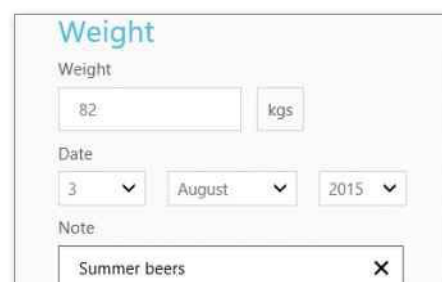 Weight
Weight
82 kgs
Date
3 August 2015
Note
Summer beers